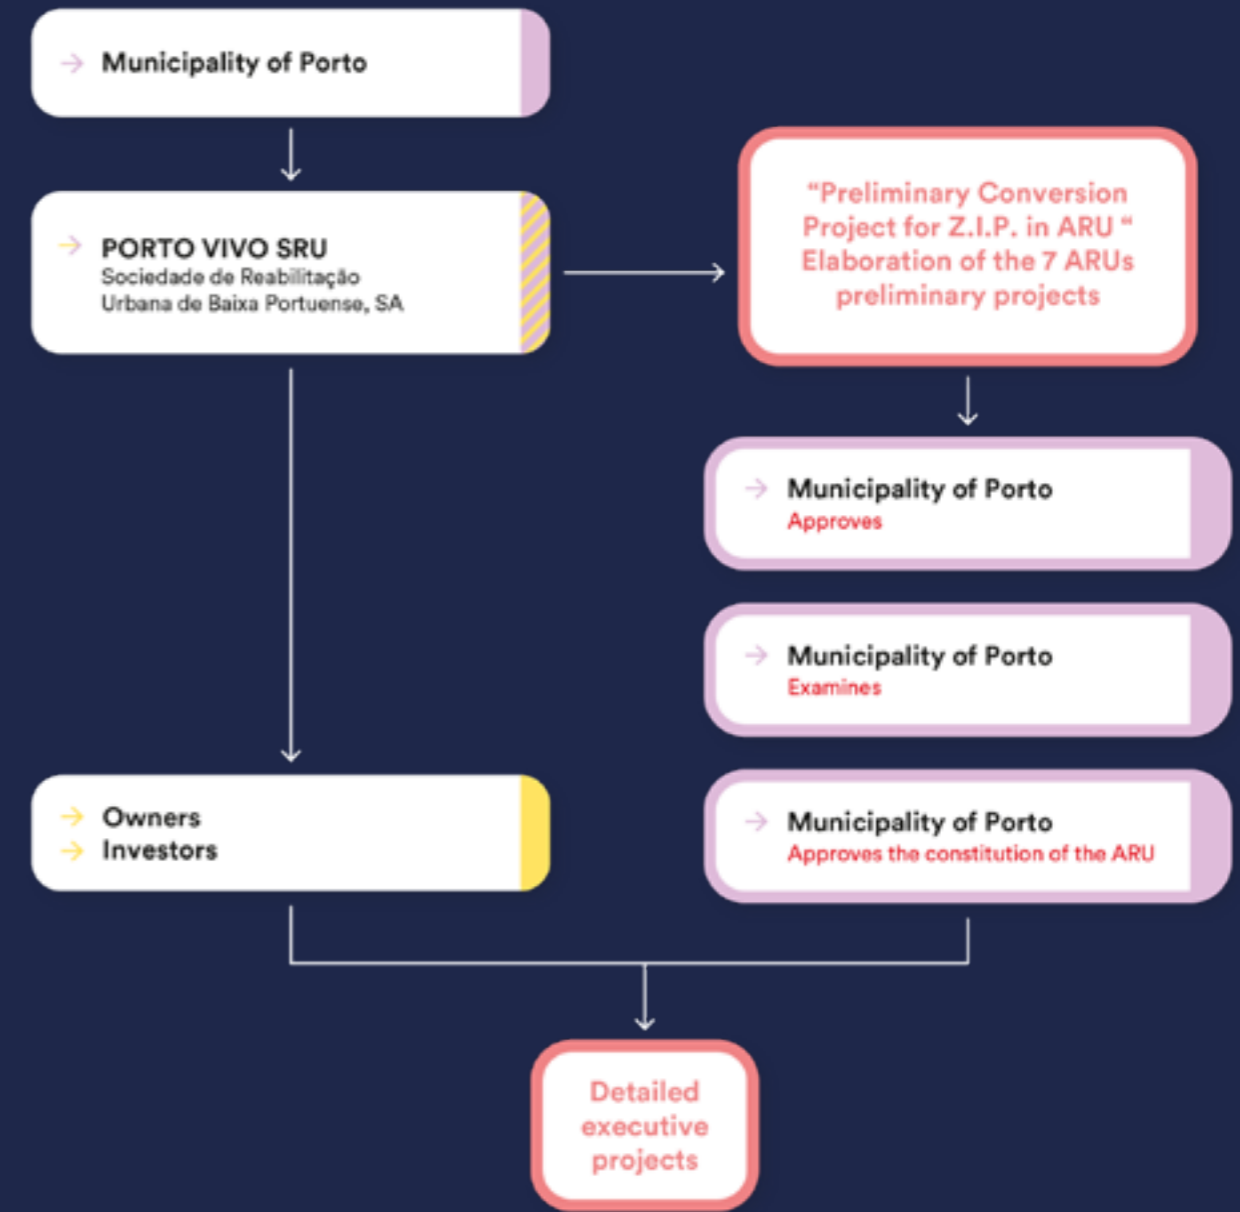 Municipality of Porto
PORTO VIVO SRU
Sociedade de Reabilitação
Urbana de Baixa Portuense, SA
“Preliminary Conversion
Project for Z.I.P. in ARU “
Elaboration of the 7 ARUs
preliminary projects
Municipality of Porto
Approves
Municipality of Porto
Examines
Municipality of Porto
Approves the constitution of the ARU
Owners
Investors
Detailed
executive
projects